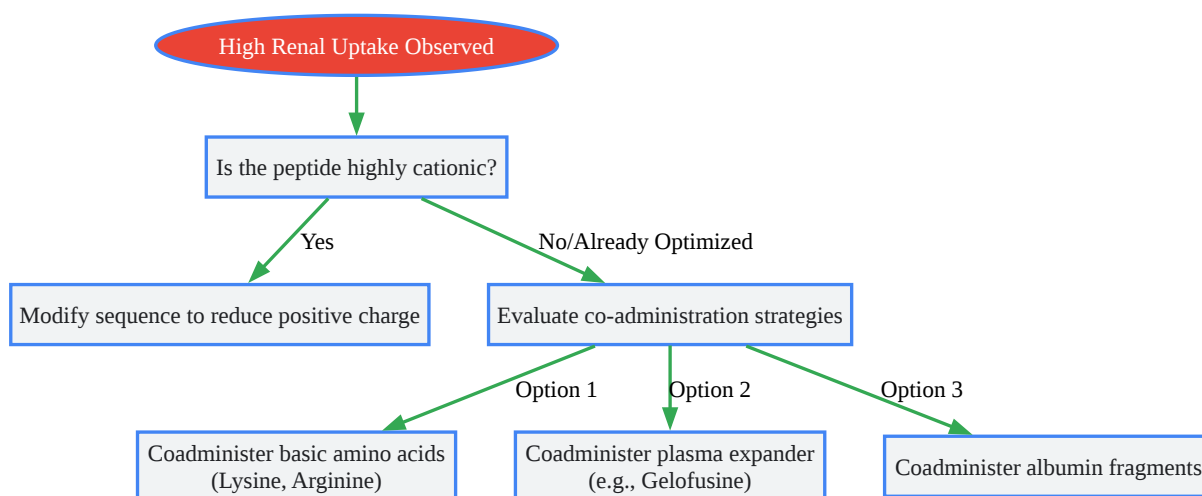 High Renal Uptake Observed
Is the peptide highly cationic?
Yes
No/Already Optimized
Modify sequence to reduce positive charge
Evaluate co-administration strategies
Option 1
Option 2
Option 3
Coadminister basic amino acids
(Lysine, Arginine)
Coadminister plasma expander
(e.g., Gelofusine)
Coadminister albumin fragments